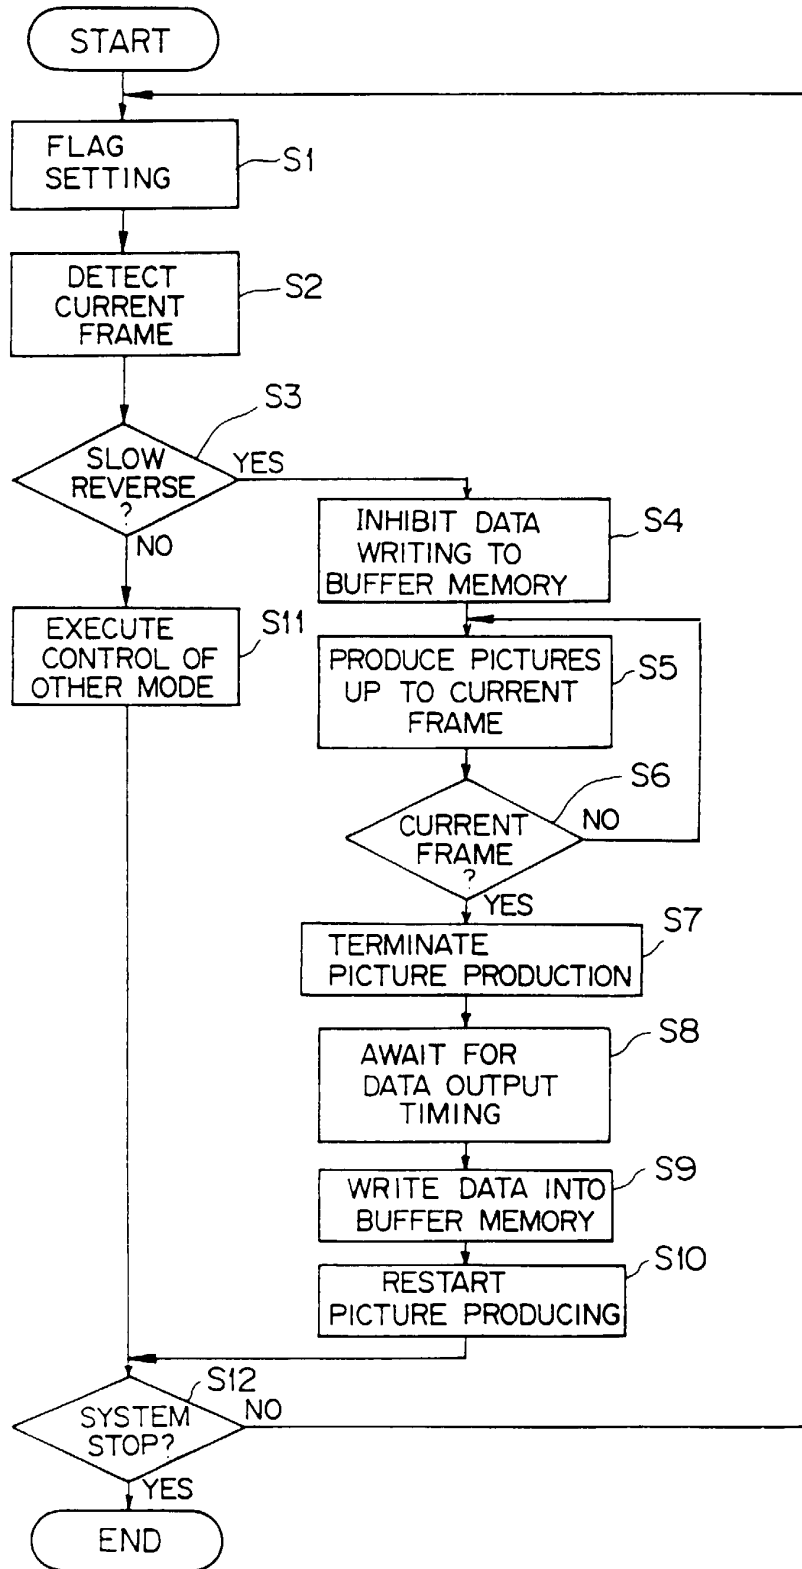 START
FLAG
SETTING
S1
DETECT
CURRENT
FRAME
S2
S3
SLOW
REVERSE
?
YES
NO
INHIBIT DATA
WRITING TO
BUFFER MEMORY
S4
EXECUTE
CONTROL OF
OTHER MODE
S11
PRODUCE PICTURES
UP TO CURRENT
FRAME
S5
S6
CURRENT
FRAME
?
NO
YES
S7
TERMINATE
PICTURE PRODUCTION
S8
AWAIT FOR
DATA OUTPUT
TIMING
S9
WRITE DATA INTO
BUFFER MEMORY
S10
RESTART
PICTURE PRODUCING
S12
SYSTEM
STOP?
NO
YES
END